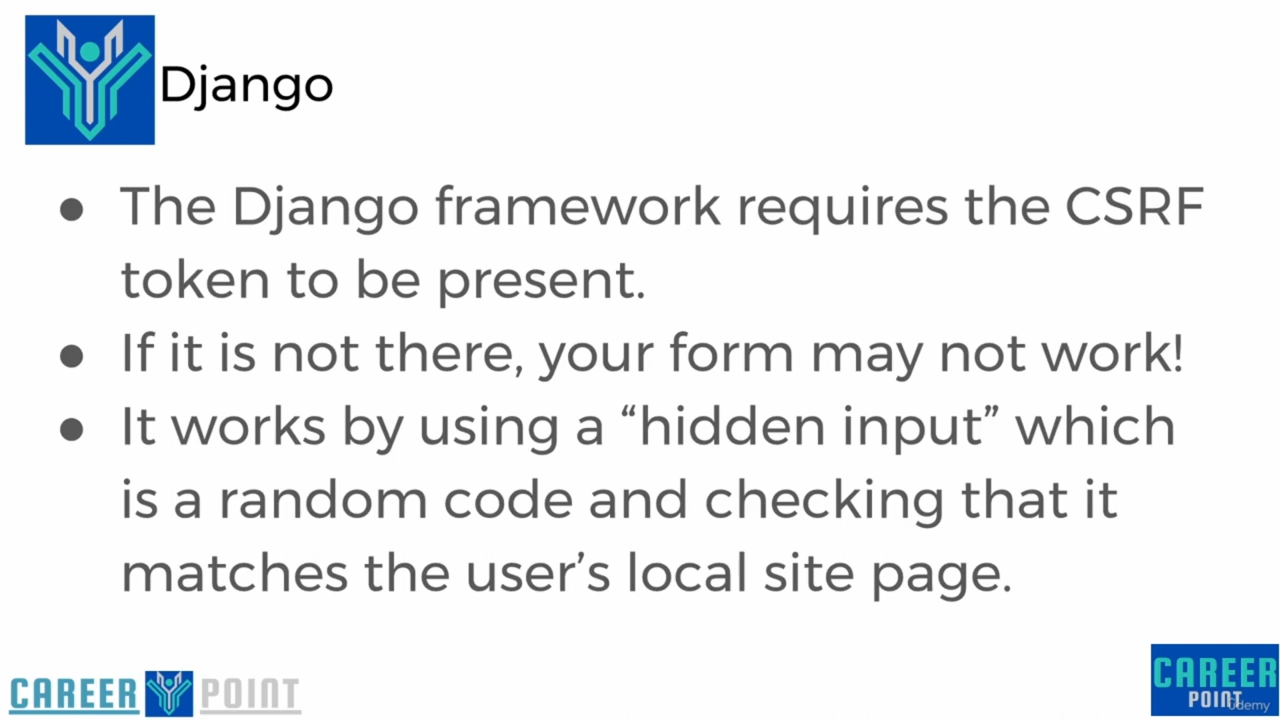 Django
● The Django framework requires the CSRF
token to be present.
● If it is not there, your form may not work!
● It works by using a “hidden input” which
is a random code and checking that it
matches the user’s local site page.
CAREER POINT
CAREER
POINT
Udemy